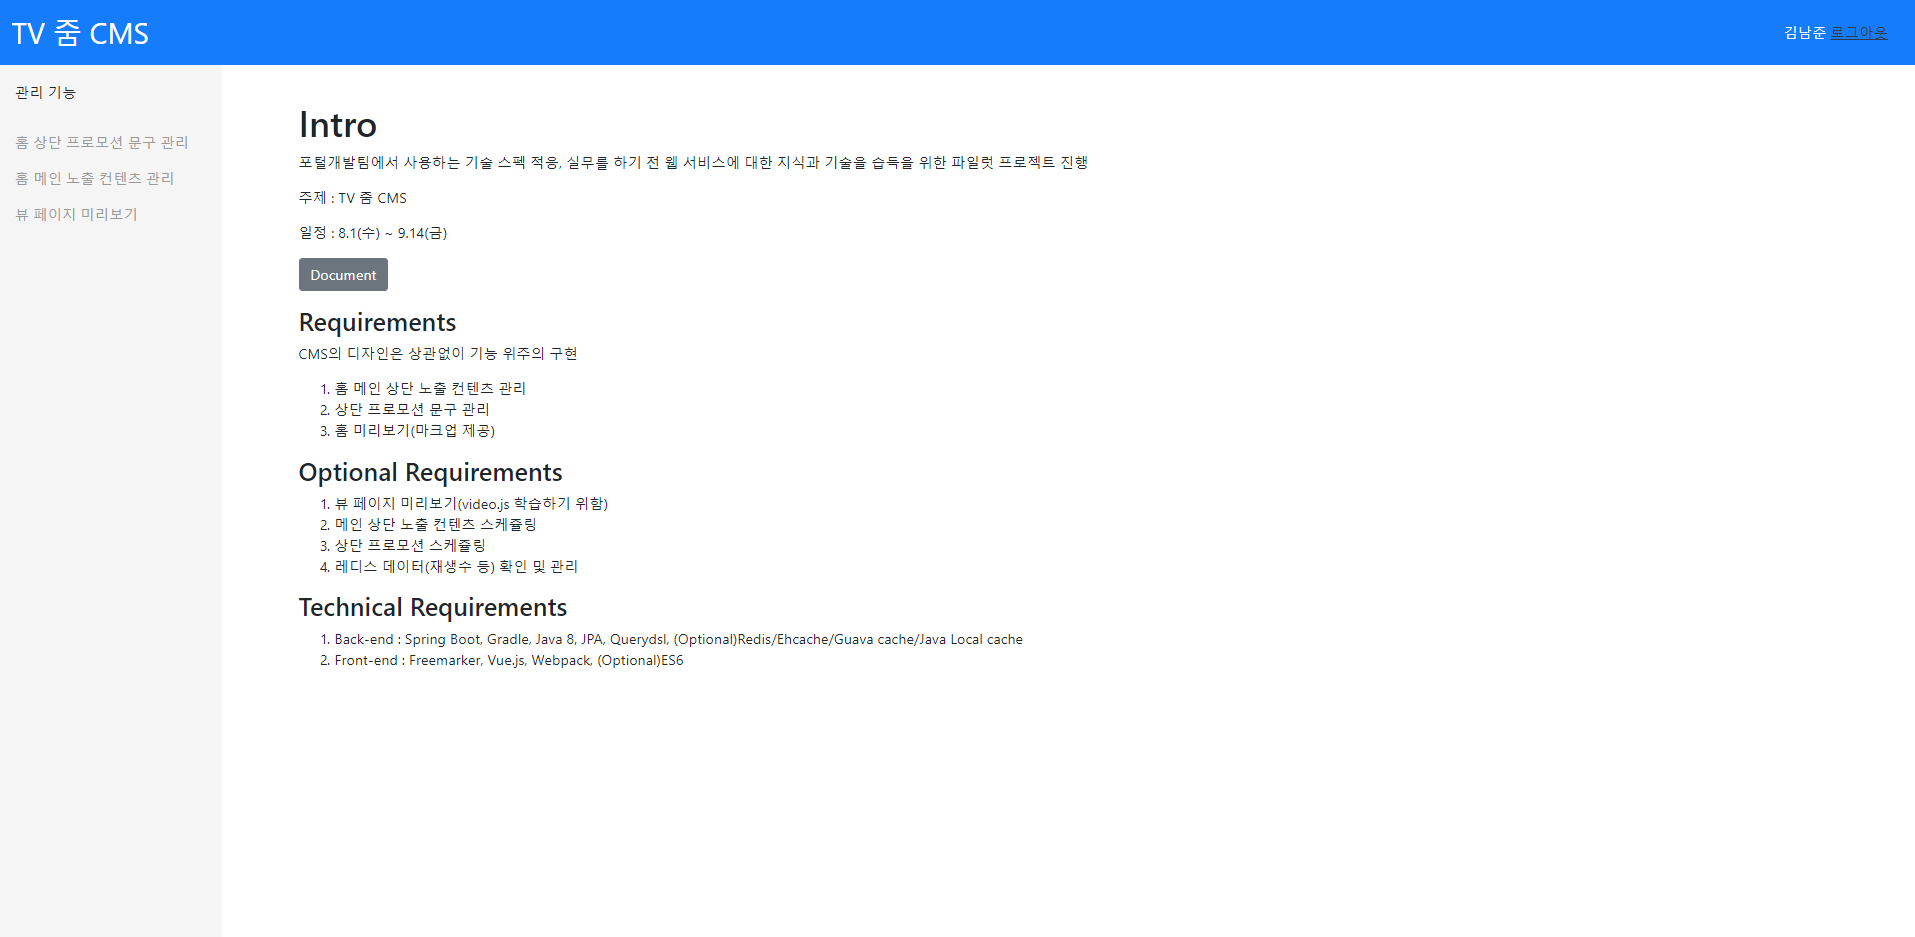 TV 줌 CMS
김남준 로그아웃
관리 기능
홈 상단 프로모션 문구 관리
홈 메인 노출 컨텐츠 관리
뷰 페이지 미리보기
Intro
포털개발팀에서 사용하는 기술 스펙 적응, 실무를 하기 전 웹 서비스에 대한 지식과 기술을 습득을 위한 파일럿 프로젝트 진행
주제 : TV 줌 CMS
일정 : 8.1(수) ~ 9.14(금)
Document
Requirements
CMS의 디자인은 상관없이 기능 위주의 구현
1. 홈 메인 상단 노출 컨텐츠 관리
2. 상단 프로모션 문구 관리
3. 홈 미리보기(마크업 제공)
Optional Requirements
1. 뷰 페이지 미리보기(video.js 학습하기 위함)
2. 메인 상단 노출 컨텐츠 스케쥴링
3. 상단 프로모션 스케쥴링
4. 레디스 데이터(재생수 등) 확인 및 관리
Technical Requirements
1. Back-end : Spring Boot, Gradle, Java 8, JPA, Querydsl, (Optional)Redis/Ehcache/Guava cache/Java Local cache
2. Front-end : Freemarker, Vue.js, Webpack, (Optional)ES6